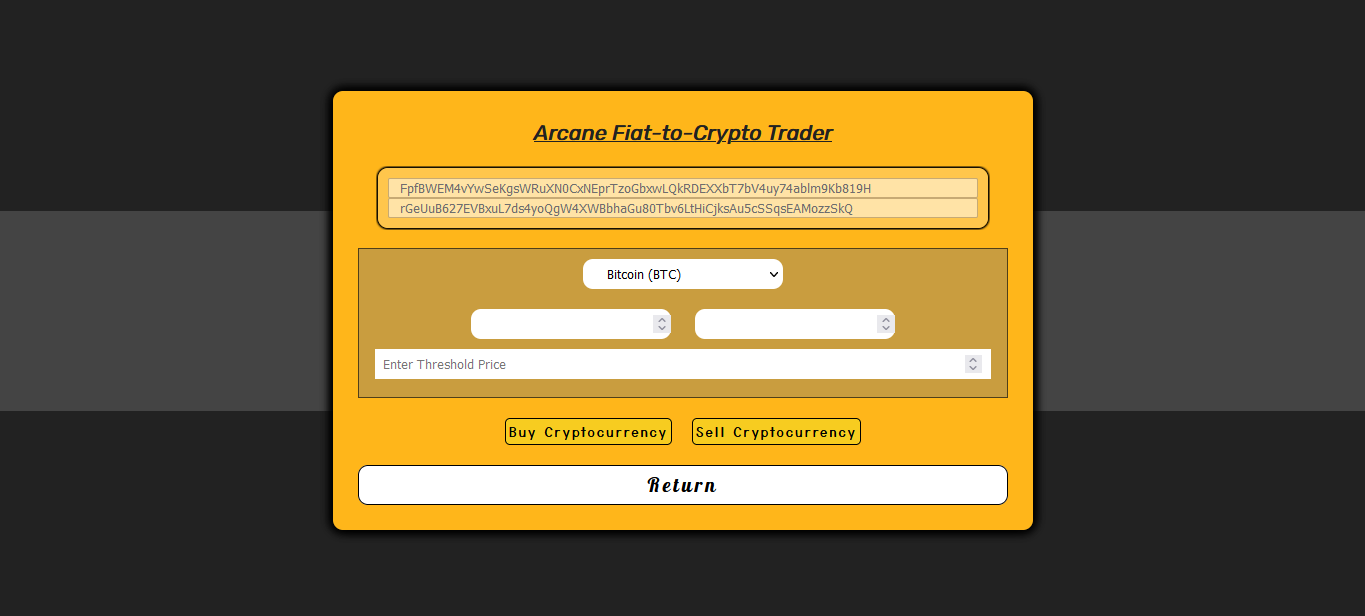 Arcane Fiat-to-Crypto Trader
FpfBWEM4vYwSeKgsWRuXN0CxNEprTzoGbxwLQkRDEXXbT7bV4uy74ablm9Kb819H
rGeUuB627EVBxuL7ds4yoQgW4XWBbhaGu80Tbv6LtHiCjksAu5cSSqsEAMozzSkQ
Bitcoin (BTC)
Enter Threshold Price
Buy Cryptocurrency Sell Cryptocurrency
Return